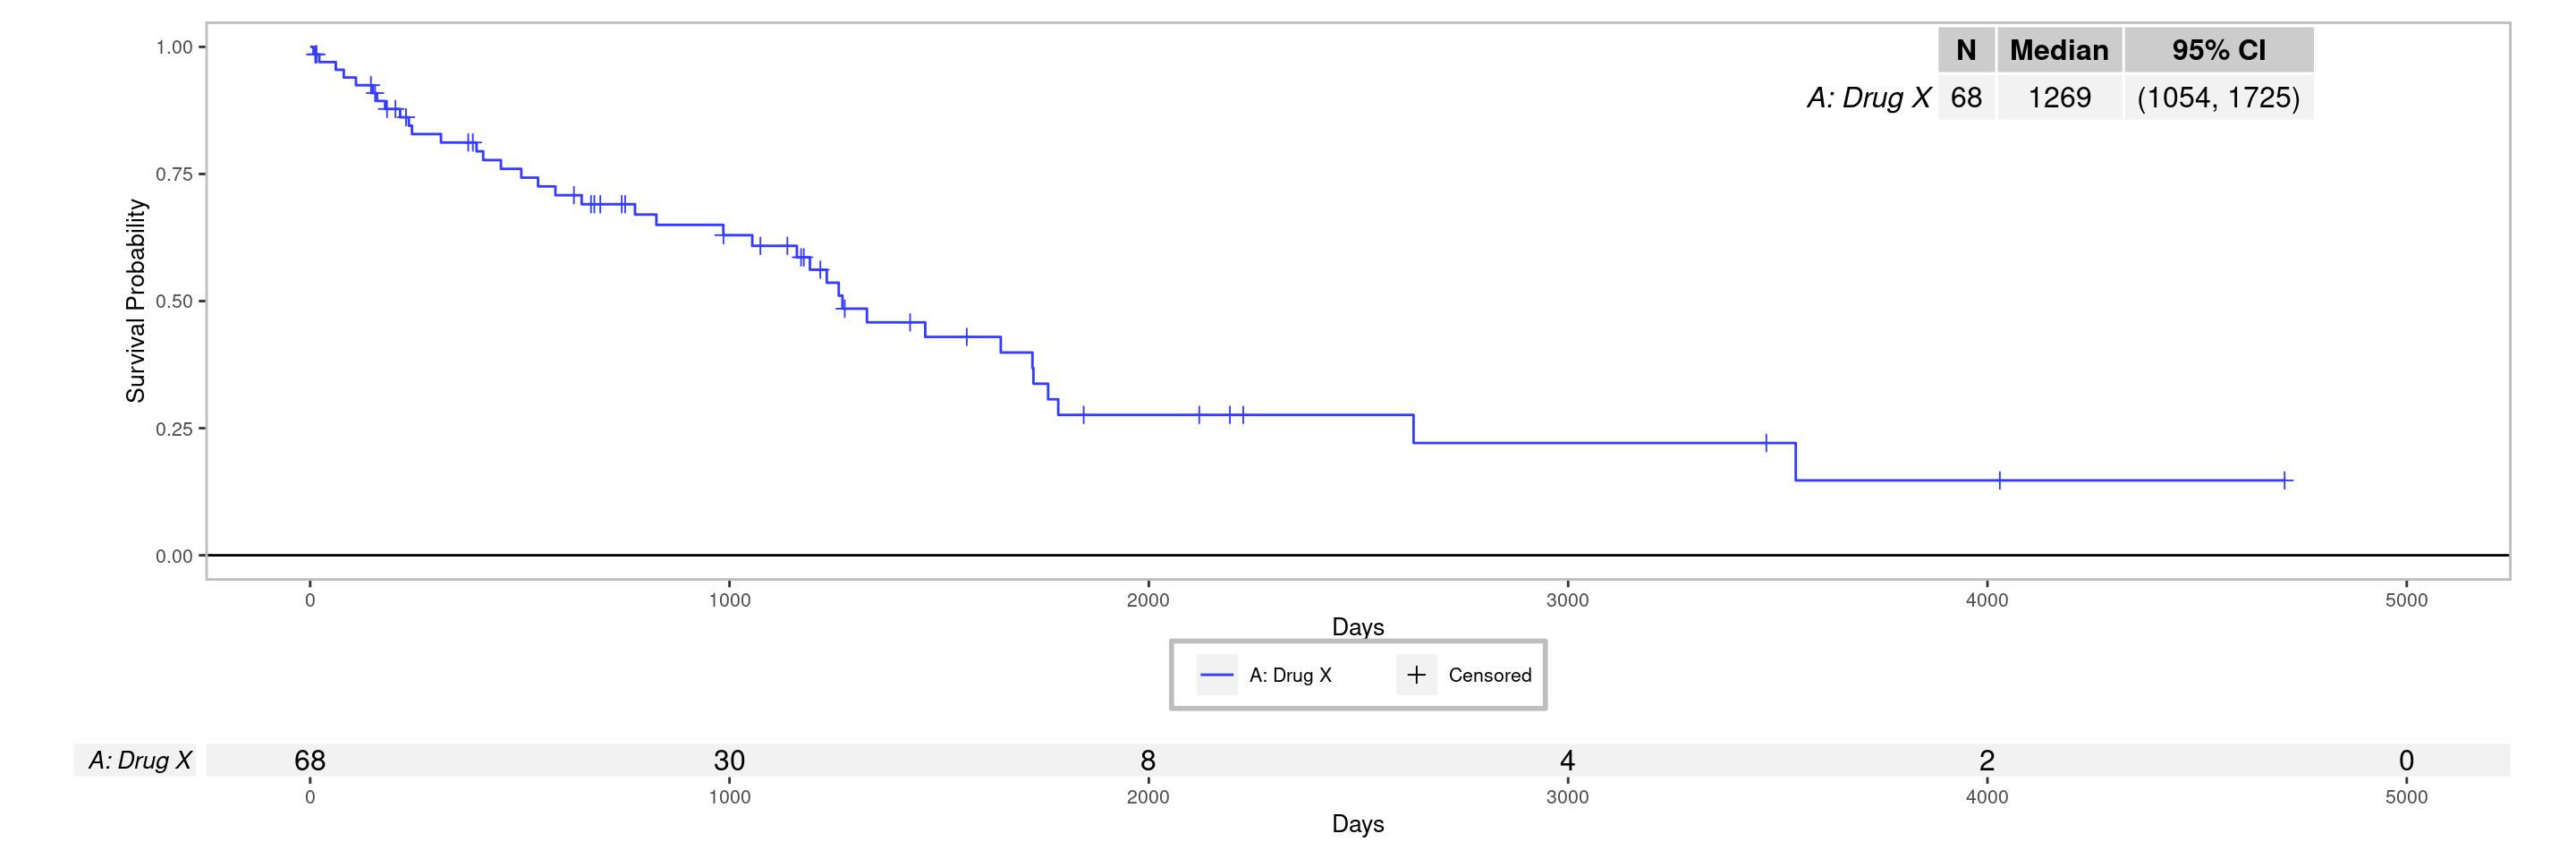 N Median 95% CI
A: Drug X 68 1269 (1054, 1725)
Survival Probability
1.00
0.75
0.50
0.25
0.00
0 1000 2000 3000 4000 5000
Days
A: Drug X Censored
A: Drug X 68 30 8 4 2 0
0 1000 2000 3000 4000 5000
Days